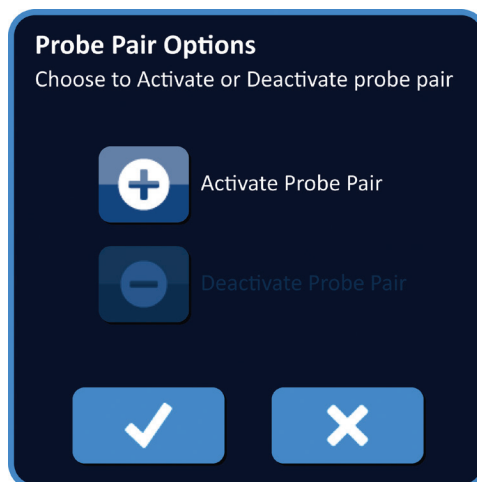 Probe Pair Options
Choose to Activate or Deactivate probe pair
Activate Probe Pair
Deactivate Probe Pair